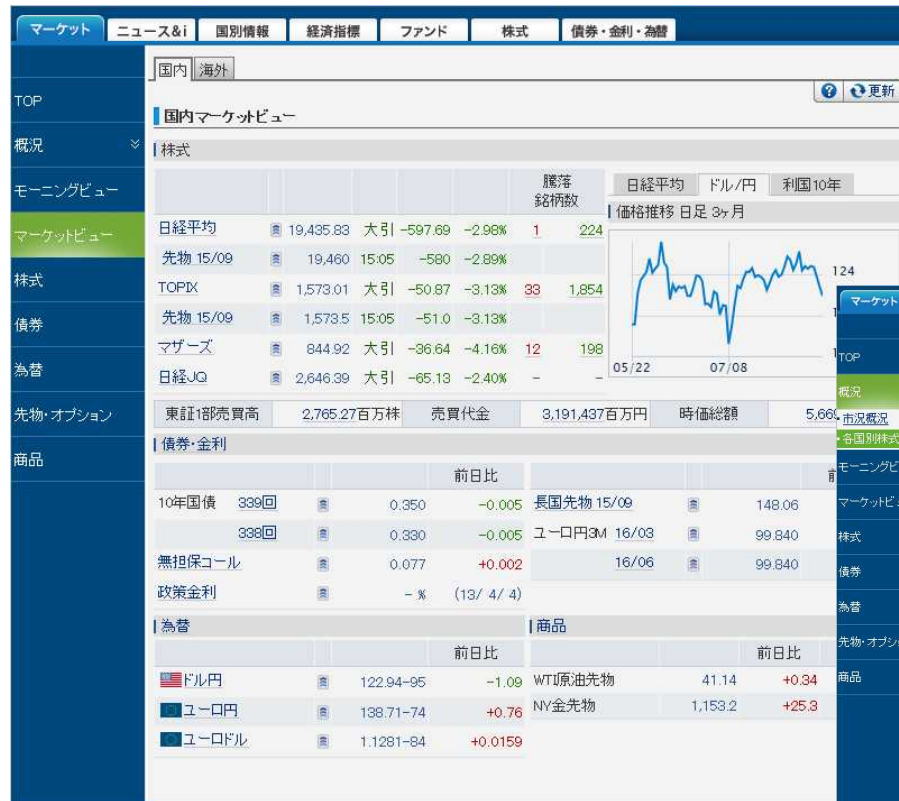 マーケット ニュース&i 国別情報 経済指標 ファンド 株式 債券・金利・為替
国内 海外
? 更新
TOP
概況
モーニングビュー
マーケットビュー
株式
債券
為替
先物・オプション
商品
国内マーケットビュー
株式
騰落
銘柄数
日経平均 19,435.83 大引 -597.69 -2.98% 1 224
先物 15/09 19,460 15:05 -580 -2.89%
TOPIX 1,573.01 大引 -50.87 -3.13% 33 1,854
先物 15/09 1,573.5 15:05 -51.0 -3.13%
マザーズ 844.92 大引 -36.64 -4.16% 12 198
日経JQ 2,646.39 大引 -65.13 -2.40% - -
日経平均 ドル/円 利国10年
価格推移 日足 3ヶ月
124
05/22 07/08
東証1部売買高 2,765.27百万株 売買代金 3,191,437百万円 時価総額 5,669
債券・金利
前日比
10年国債 339回 0.350 -0.005
338回 0.330 -0.005
無担保コール 0.077 +0.002
政策金利 - % (13/ 4/ 4)
前
長国先物 15/09 148.06
ユーロ円3M 16/03 99.840
16/06 99.840
為替
前日比
ドル円 122.94-95 -1.09
ユーロ円 138.71-74 +0.76
ユーロドル 1.1281-84 +0.0159
商品
前日比
WTI原油先物 41.14 +0.34
NY金先物 1,153.2 +25.3
マーケット
TOP
概況
・市況概況
・各国別株式
モーニングビ
マーケットビュ
株式
債券
為替
先物・オプショ
商品